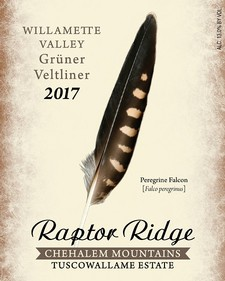 WILLAMETTE
VALLEY
Grüner
Veltliner
2017
ALC. 13.0% BY VOL.
Peregrine Falcon
[Falco peregrinus]
Raptor Ridge
CHEHALEM MOUNTAINS
TUSCOWALLAME ESTATE